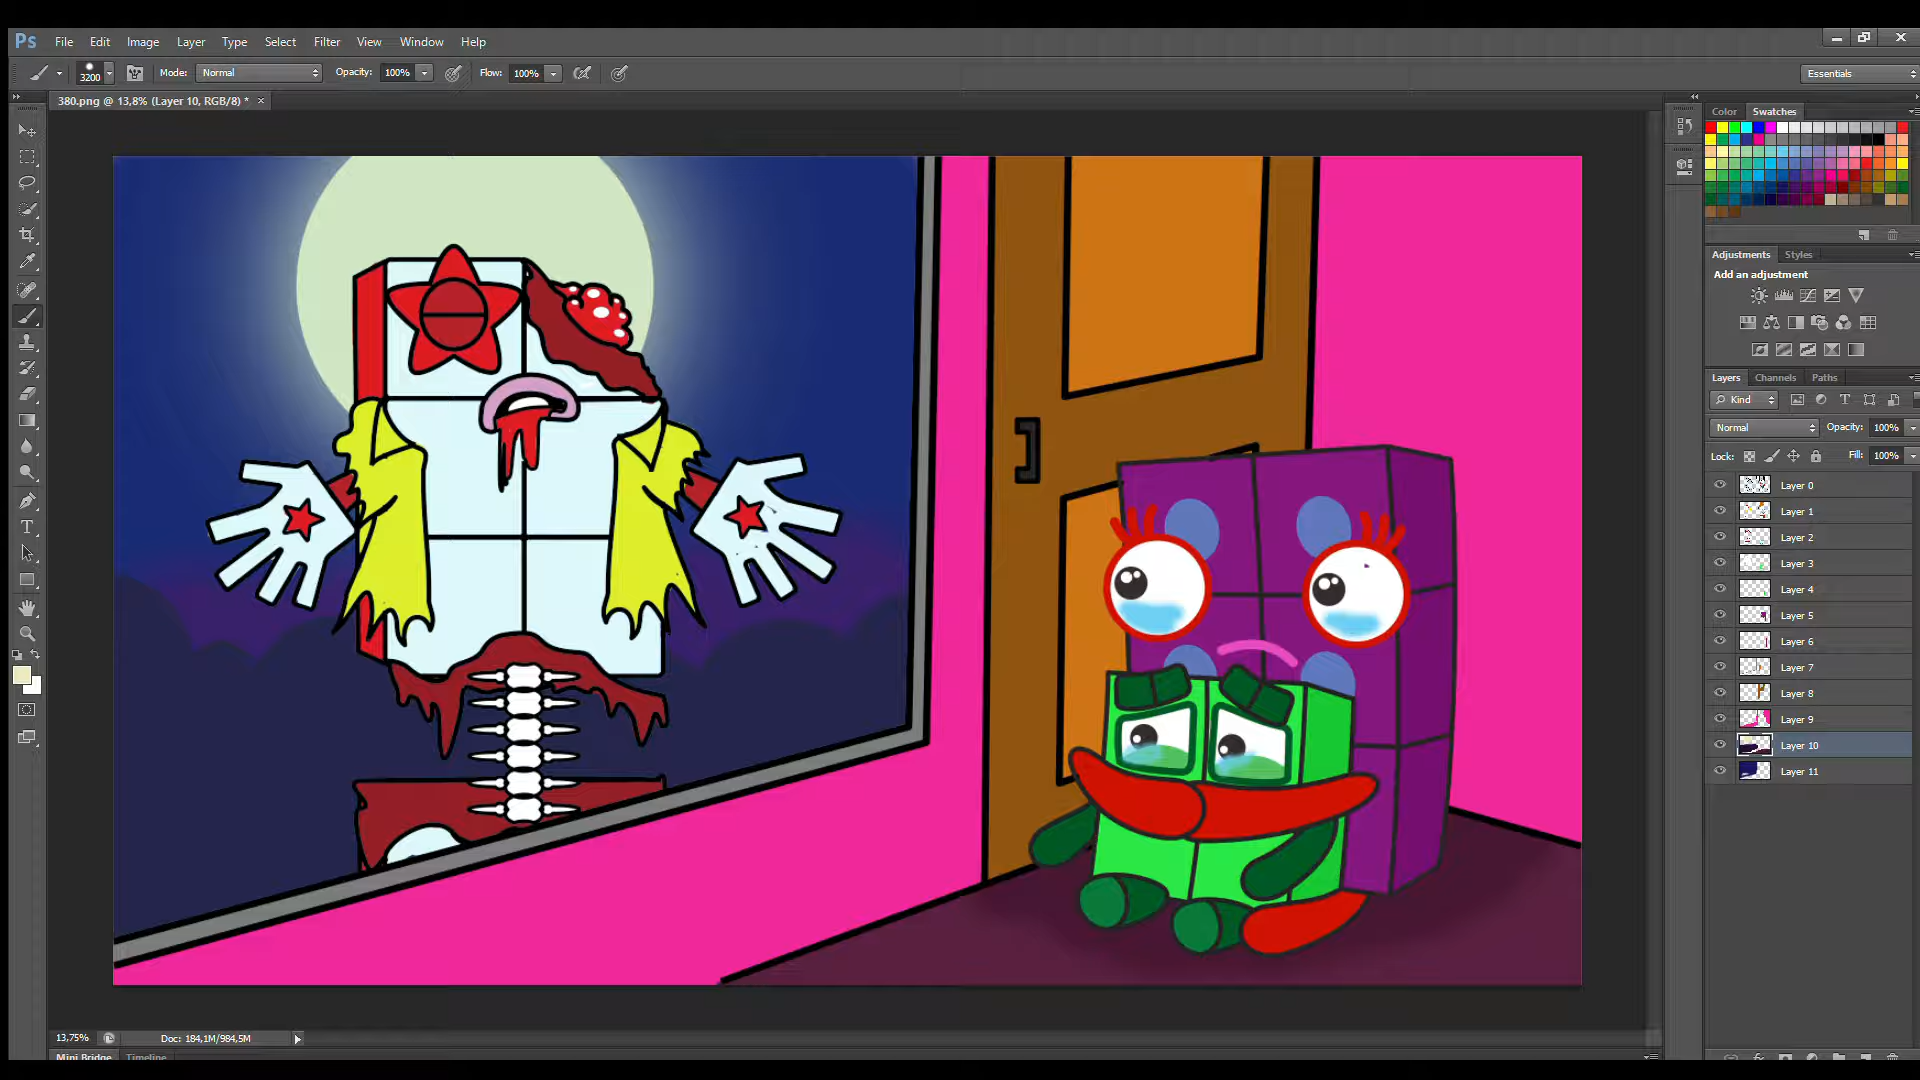 Ps File Edit Image Layer Type Select Filter View Window Help
3200 Mode: Normal Opacity: 100% Flow: 100% Essentials
380.png @ 13,8% (Layer 10, RGB/8) * ×
Color Swatches
Adjustments Styles
Add an adjustment
Layers Channels Paths
Kind
Normal Opacity: 100%
Lock: Fill: 100%
Layer 0
Layer 1
Layer 2
Layer 3
Layer 4
Layer 5
Layer 6
Layer 7
Layer 8
Layer 9
Layer 10
Layer 11
13,75% Doc: 184,1M/984,5M
Mini Bridge Timeline